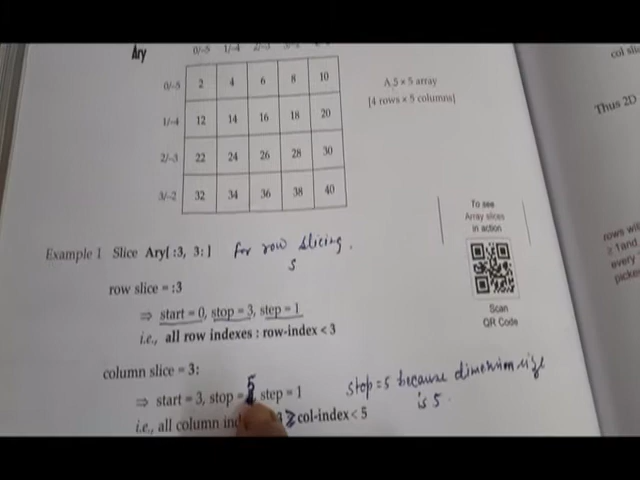 Ary
0/-5 1/-4 2/-3
0/-5 2 4 6 8 10
1/-4 12 14 16 18 20
2/-3 22 24 26 28 30
3/-2 32 34 36 38 40
A 5 × 5 array
[4 rows × 5 columns]
col
Thus 2D
To see
Array slices
in action
Scan
QR Code
rows
≥ 1 and
every
Example 1 Slice Ary[ :3, 3: ] For row slicing.
s
row slice = :3
⇒ start = 0, stop = 3, step = 1
i.e., all row indexes : row-index < 3
column slice = 3:
⇒ start = 3, stop = 5, step = 1
stop = 5 because dimension size
is 5.
i.e., all column ≥ col-index < 5